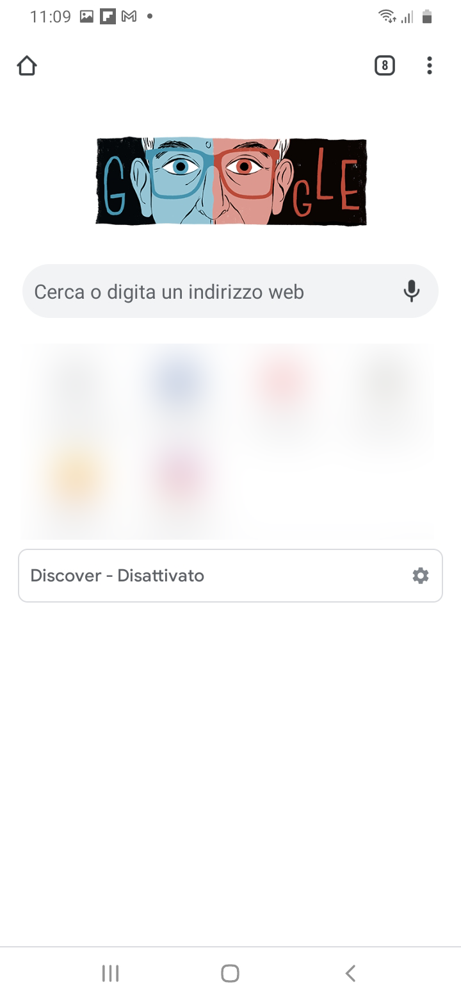 11:09
8
G GLE
Cerca o digita un indirizzo web
Discover - Disattivato